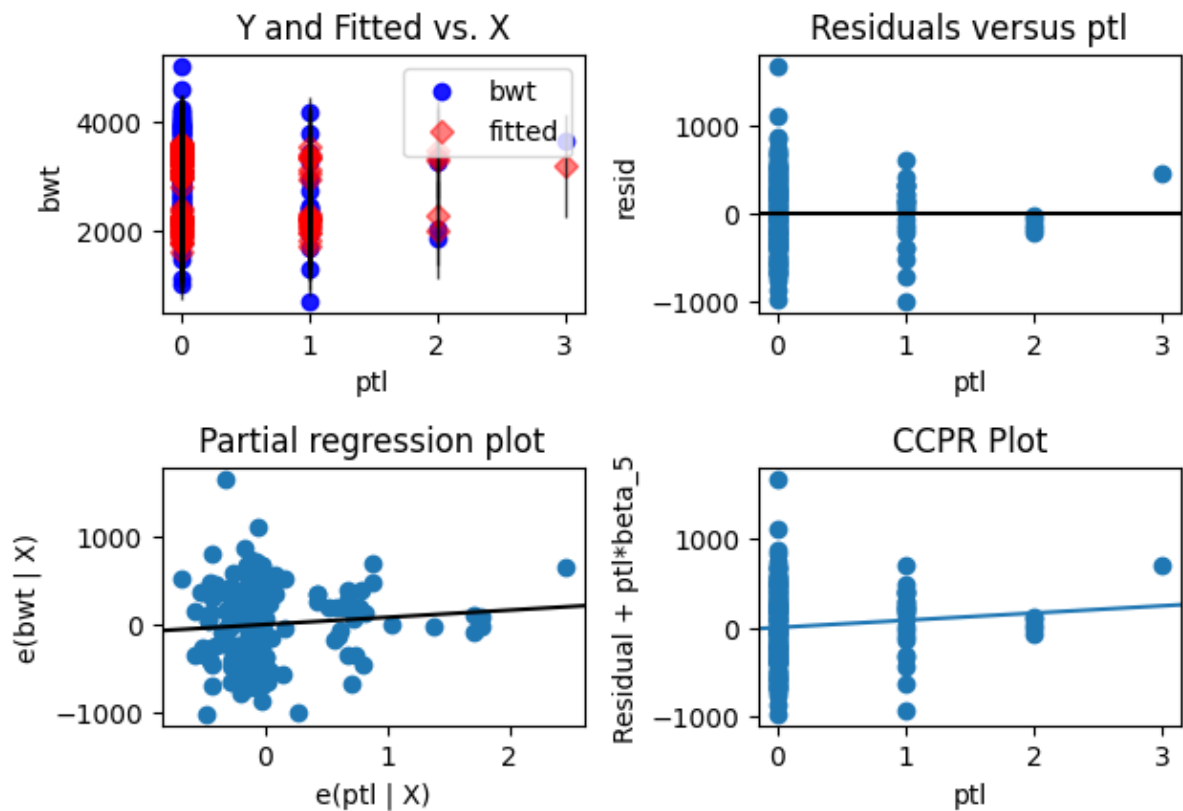 Y and Fitted vs. X
bwt
4000
2000
bwt
fitted
0 1 2 3
ptl
Residuals versus ptl
resid
1000
0
−1000
0 1 2 3
ptl
Partial regression plot
e(bwt | X)
1000
0
−1000
0 1 2
e(ptl | X)
CCPR Plot
Residual + ptl*beta_5
1000
0
−1000
0 1 2 3
ptl